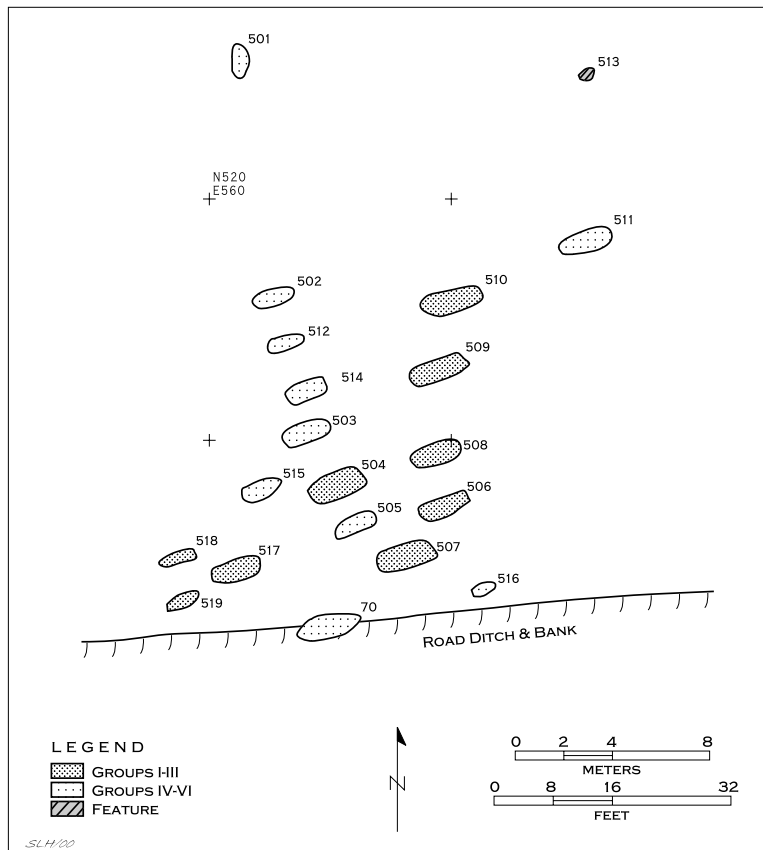 501
513
N520
E560
511
502
510
512
509
514
503
508
504
515
506
505
518
517
507
516
519
70
ROAD DITCH & BANK
LEGEND
GROUPS I-III
GROUPS IV-VI
FEATURE
N
0 2 4 8
METERS
0 8 16 32
FEET
SLH/00